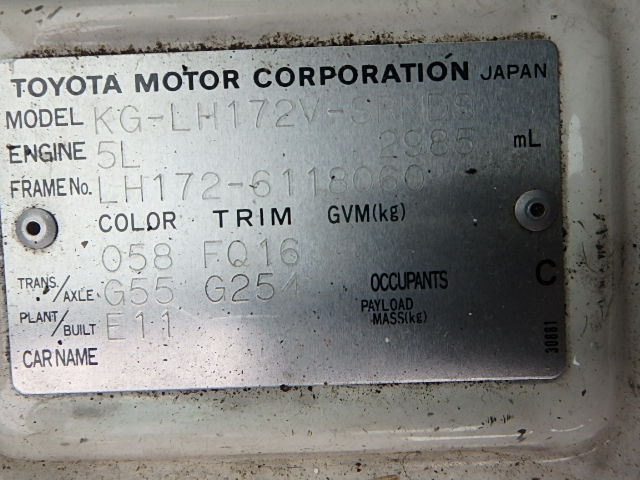 TOYOTA MOTOR CORPORATION JAPAN
MODEL KG-LH172V-
ENGINE 5L 2985 mL
FRAME No. LH172-6118060
COLOR TRIM GVM(kg)
058 FQ16
TRANS./AXLE G55 G254 OCCUPANTS C
PAYLOAD MASS(kg)
PLANT/BUILT E11
CAR NAME
30881